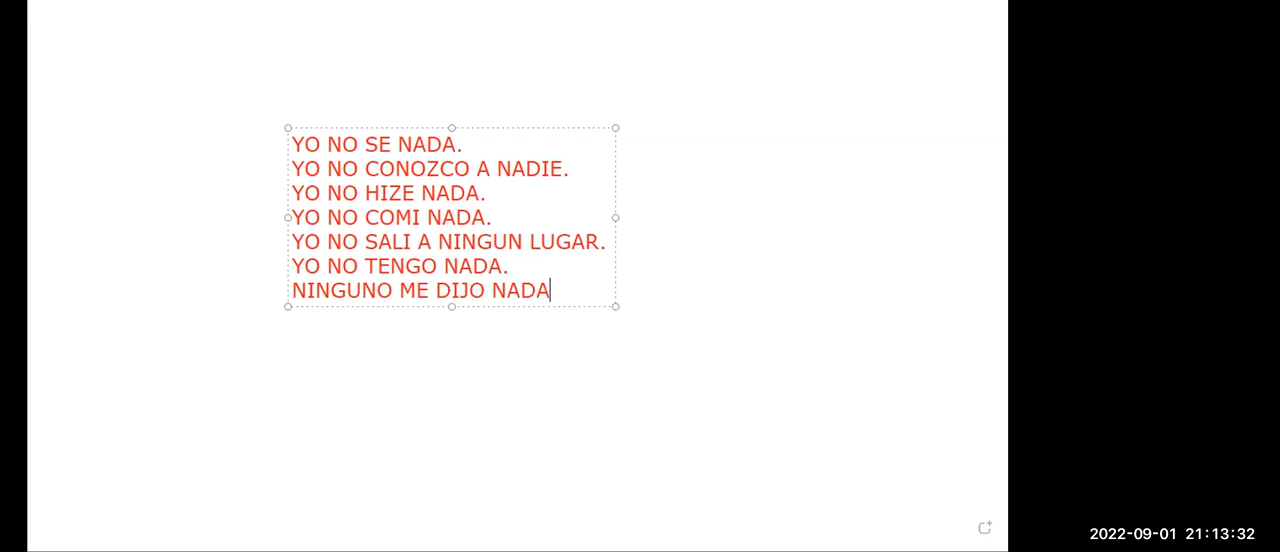 YO NO SE NADA.
YO NO CONOZCO A NADIE.
YO NO HIZE NADA.
YO NO COMI NADA.
YO NO SALI A NINGUN LUGAR.
YO NO TENGO NADA.
NINGUNO ME DIJO NADA
2022-09-01 21:13:32